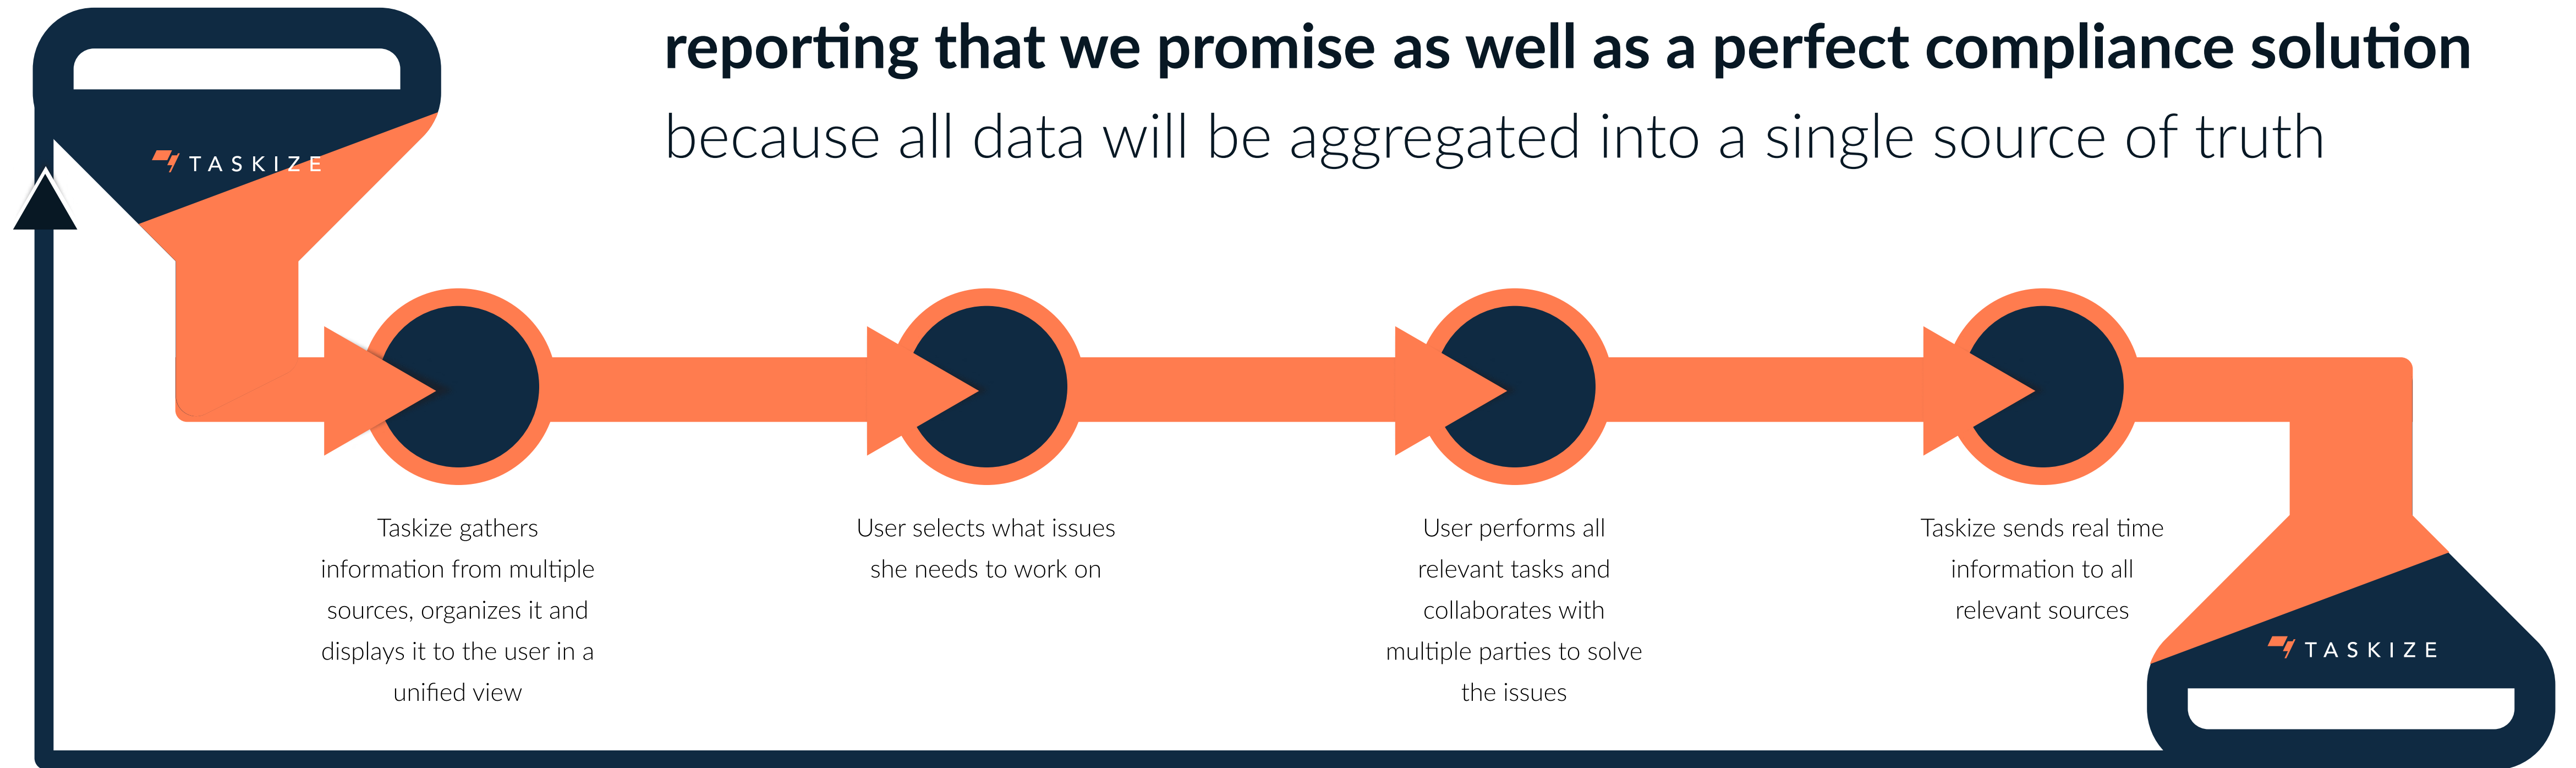 reporting that we promise as well as a perfect compliance solution
because all data will be aggregated into a single source of truth
TASKIZE
Taskize gathers
information from multiple
sources, organizes it and
displays it to the user in a
unified view
User selects what issues
she needs to work on
User performs all
relevant tasks and
collaborates with
multiple parties to solve
the issues
Taskize sends real time
information to all
relevant sources
TASKIZE